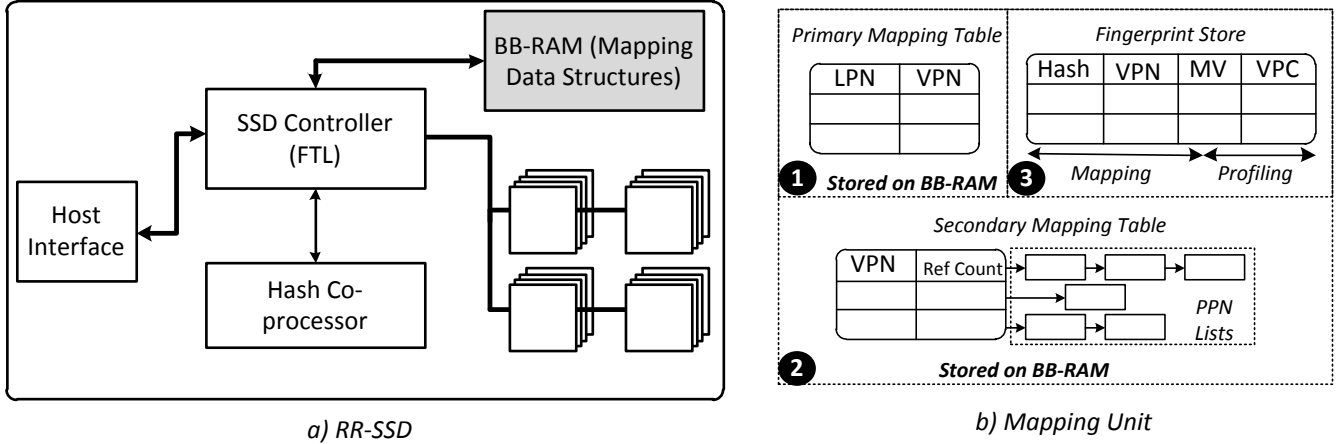 BB-RAM (Mapping
Data Structures)
SSD Controller
(FTL)
Host
Interface
Hash Co-
processor
a) RR-SSD
Primary Mapping Table
LPN VPN
1
Stored on BB-RAM
Fingerprint Store
Hash VPN MV VPC
3
Mapping
Profiling
Secondary Mapping Table
VPN Ref Count
PPN
Lists
2
Stored on BB-RAM
b) Mapping Unit